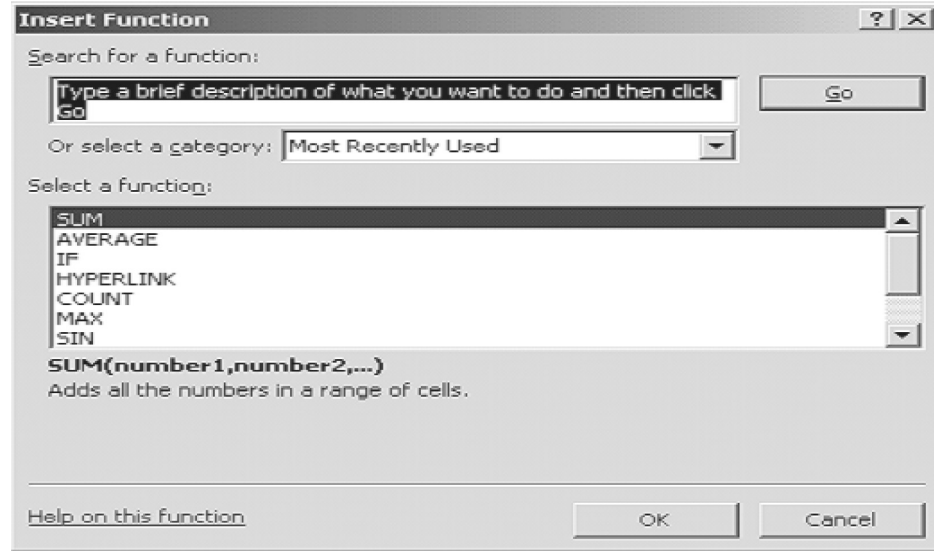 Insert Function
Search for a function:
Type a brief description of what you want to do and then click
Go
Go
Or select a category: Most Recently Used
Select a function:
SUM
AVERAGE
IF
HYPERLINK
COUNT
MAX
SIN
SUM(number1,number2,...)
Adds all the numbers in a range of cells.
Help on this function
OK
Cancel